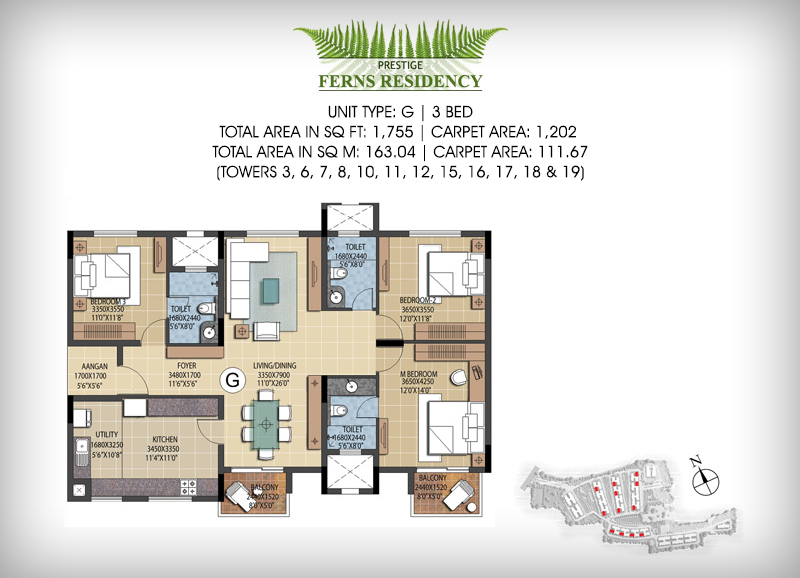 PRESTIGE
FERNS RESIDENCY
UNIT TYPE: G | 3 BED
TOTAL AREA IN SQ FT: 1,755 | CARPET AREA: 1,202
TOTAL AREA IN SQ M: 163.04 | CARPET AREA: 111.67
(TOWERS 3, 6, 7, 8, 10, 11, 12, 15, 16, 17, 18 & 19)
BEDROOM 3
3350X3550
11'0"X11'8"
TOILET
1680X2440
5'6"X8'0"
TOILET
1680X2440
5'6"X8'0"
BEDROOM-2
3650X3550
12'0"X11'8"
AANGAN
1700X1700
5'6"X5'6"
FOYER
3480X1700
11'6"X5'6"
G
LIVING/DINING
3350X7900
11'0"X26'0"
M BEDROOM
3650X4250
12'0"X14'0"
UTILITY
1680X3250
5'6"X10'8"
KITCHEN
3450X3350
11'4"X11'0"
TOILET
1680X2440
5'6"X8'0"
BALCONY
2440X1520
8'0"X5'0"
BALCONY
2440X1520
8'0"X5'0"
N